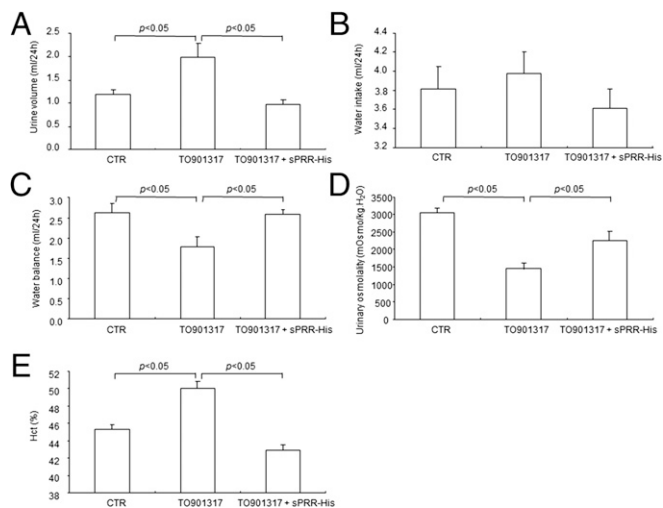 A
p<0.05
p<0.05
Urine volume (ml/24h)
2.5
2.0
1.5
1.0
0.5
0.0
CTR
TO901317
TO901317 + sPRR-His
B
Water intake (ml/24h)
4.4
4.2
4.0
3.8
3.6
3.4
3.2
CTR
TO901317
TO901317 + sPRR-His
C
p<0.05
p<0.05
Water balance (ml/24h)
3.0
2.5
2.0
1.5
1.0
0.5
0.0
CTR
TO901317
TO901317 + sPRR-His
D
p<0.05
p<0.05
Urinary osmolality (mOsmo/kg.H₂O)
3500
3000
2500
2000
1500
1000
500
0
CTR
TO901317
TO901317 + sPRR-His
E
p<0.05
p<0.05
Hct (%)
52
50
48
46
44
42
40
38
CTR
TO901317
TO901317 + sPRR-His